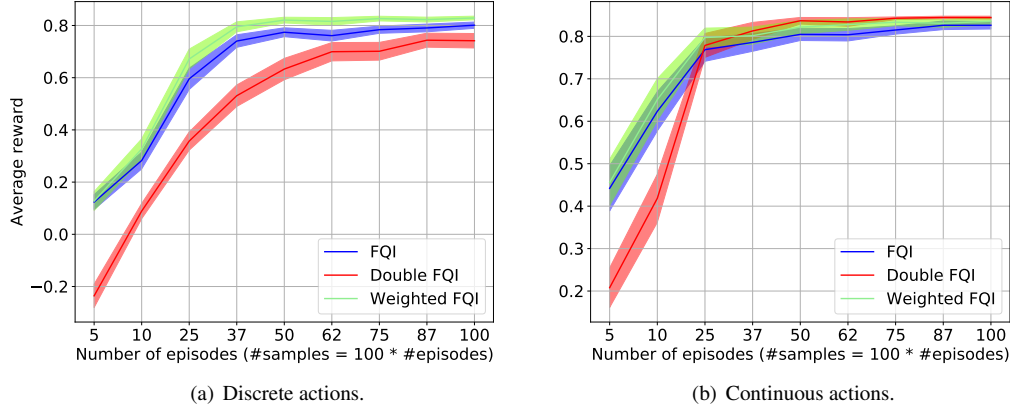 Average reward
0.8
0.6
0.4
0.2
0.0
−0.2
5 10 25 37 50 62 75 87 100
Number of episodes (#samples = 100 * #episodes)
FQI
Double FQI
Weighted FQI
(a) Discrete actions.
0.8
0.7
0.6
0.5
0.4
0.3
0.2
5 10 25 37 50 62 75 87 100
Number of episodes (#samples = 100 * #episodes)
FQI
Double FQI
Weighted FQI
(b) Continuous actions.